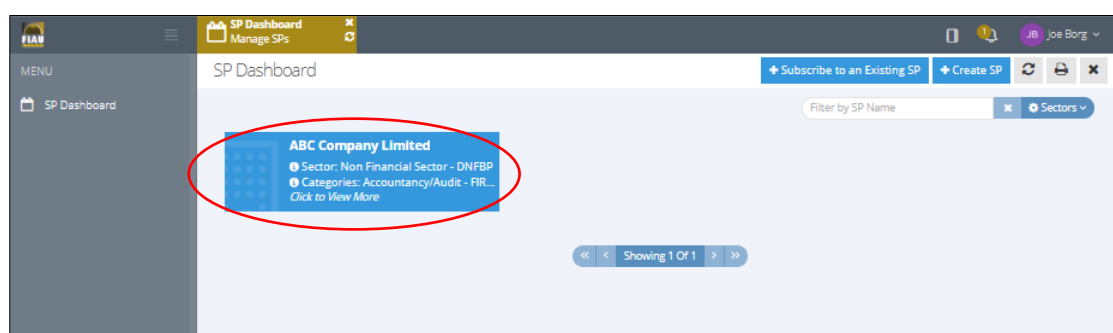 FIAU
SP Dashboard
Manage SPs
1
JB Joe Borg
MENU
SP Dashboard
SP Dashboard
+ Subscribe to an Existing SP
+ Create SP
Filter by SP Name
Sectors
ABC Company Limited
Sector: Non Financial Sector - DNFBP
Categories: Accountancy/Audit - FIR...
Click to View More
« < Showing 1 Of 1 > »